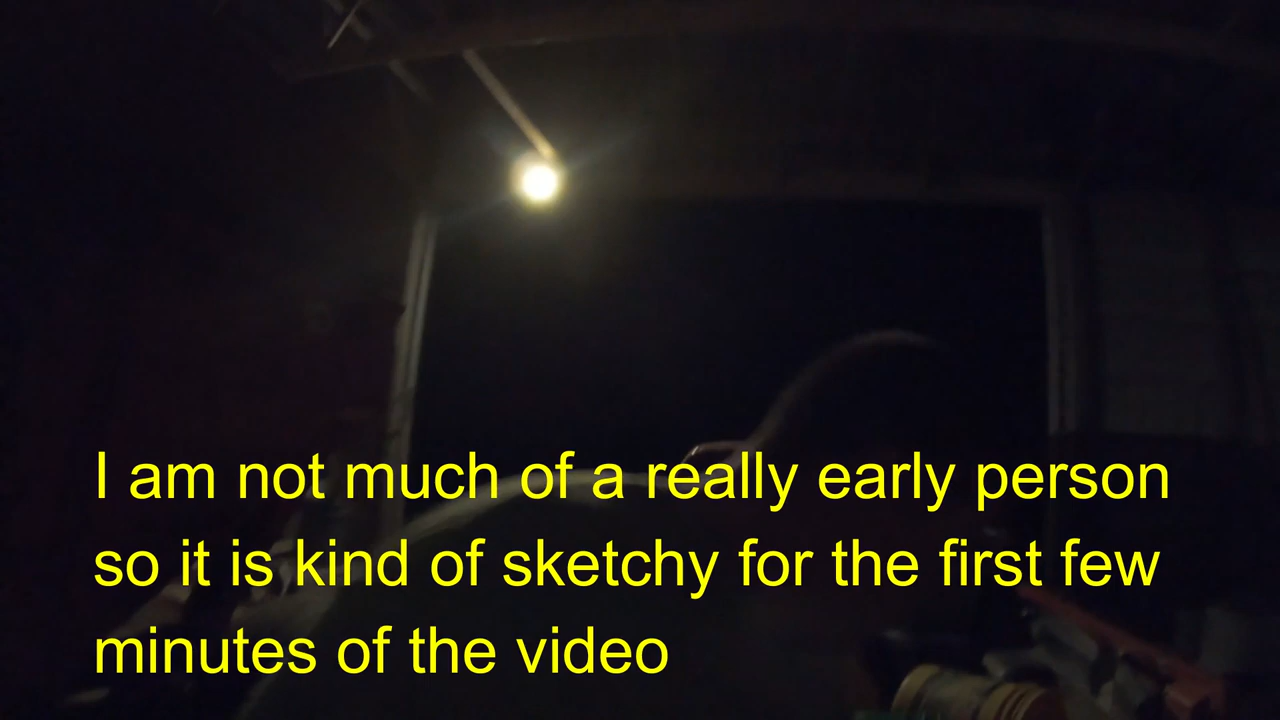 I am not much of a really early person
so it is kind of sketchy for the first few
minutes of the video